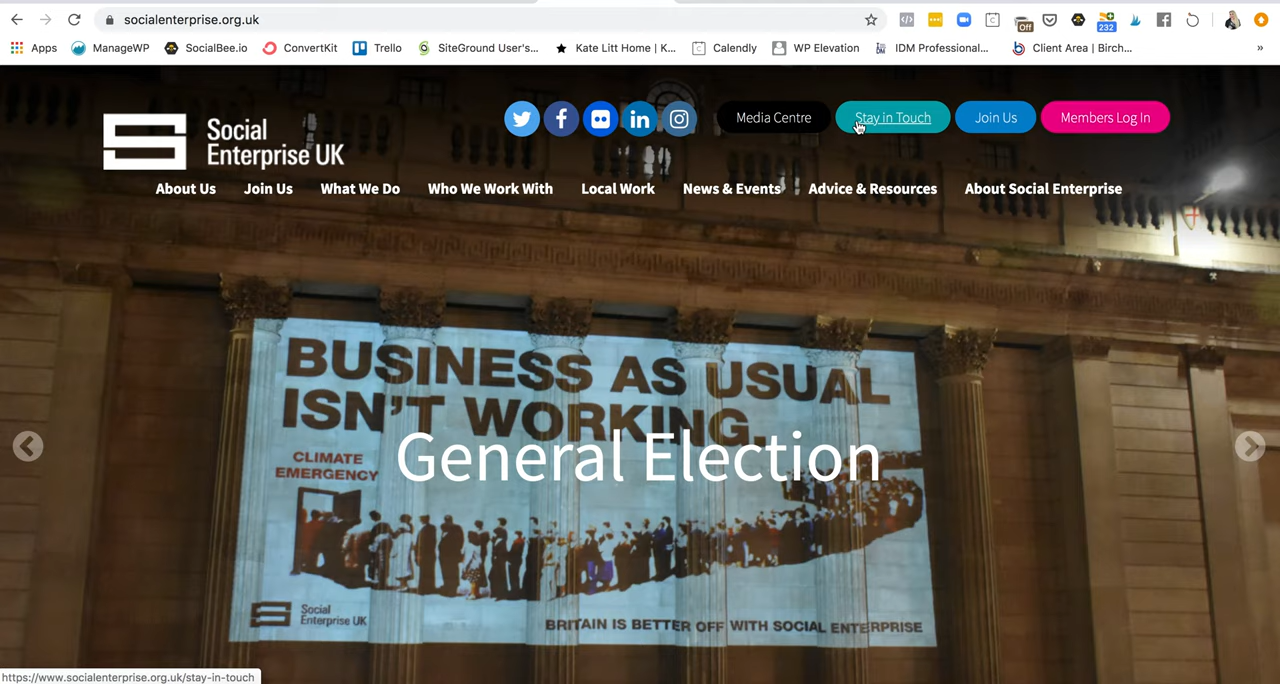 socialenterprise.org.uk
Off
232
Apps
ManageWP
SocialBee.io
ConvertKit
Trello
SiteGround User's...
Kate Litt Home | K...
Calendly
WP Elevation
IDM Professional...
Client Area | Birch...
»
Social
Enterprise UK
Media Centre
Stay in Touch
Join Us
Members Log In
About Us
Join Us
What We Do
Who We Work With
Local Work
News & Events
Advice & Resources
About Social Enterprise
BUSINESS AS USUAL
ISN'T WORKING.
General Election
CLIMATE
EMERGENCY
Social
Enterprise UK
BRITAIN IS BETTER OFF WITH SOCIAL ENTERPRISE
https://www.socialenterprise.org.uk/stay-in-touch